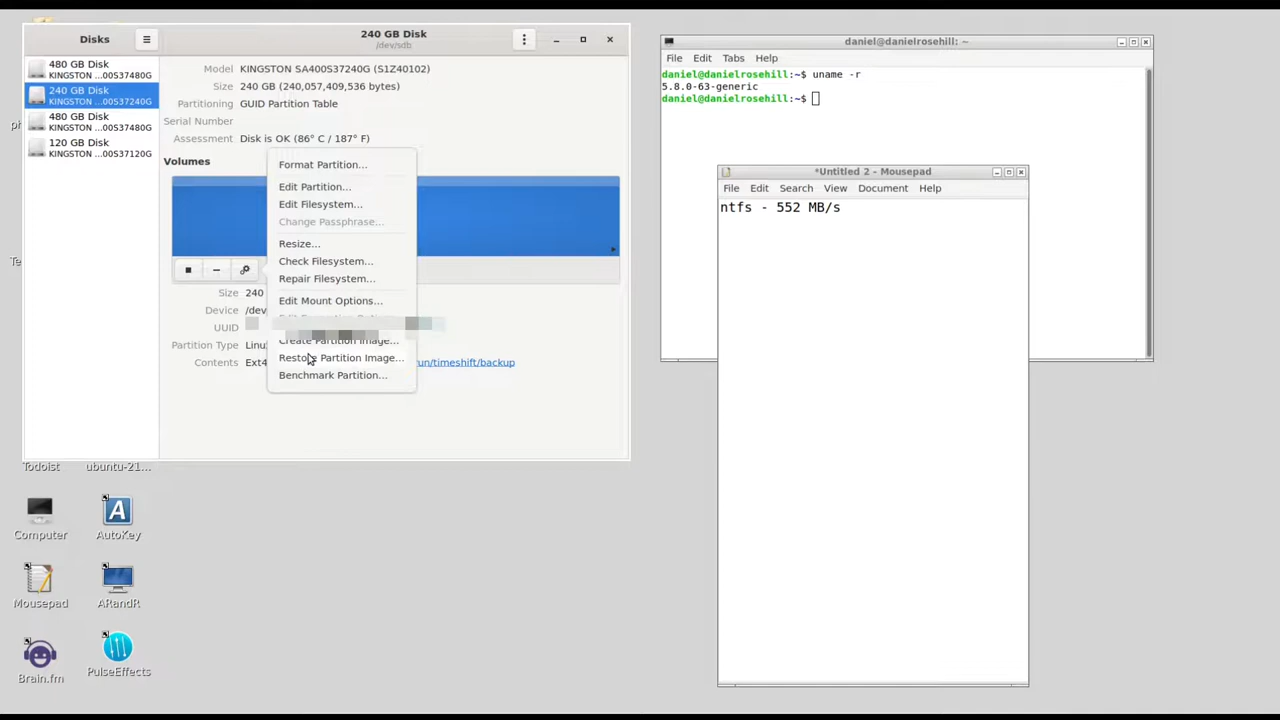 Disks
240 GB Disk
/dev/sdb
480 GB Disk
KINGSTON ...00S37480G
240 GB Disk
KINGSTON ...00S37240G
480 GB Disk
KINGSTON ...00S37480G
120 GB Disk
KINGSTON ...00S37120G
Model KINGSTON SA400S37240G (S1Z40102)
Size 240 GB (240,057,409,536 bytes)
Partitioning GUID Partition Table
Serial Number
Assessment Disk is OK (86° C / 187° F)
Volumes
Format Partition...
Edit Partition...
Edit Filesystem...
Change Passphrase...
Resize...
Check Filesystem...
Repair Filesystem...
Edit Mount Options...
Create Partition Image...
Restore Partition Image...
Benchmark Partition...
Size 240
Device /dev
UUID
Partition Type Linu
Contents Ext4
run/timeshift/backup
danielrosehill: ~
daniel@danielrosehill: ~
File Edit Tabs Help
daniel@danielrosehill:~$ uname -r
5.8.0-63-generic
daniel@danielrosehill:~$
*Untitled 2 - Mousepad
File Edit Search View Document Help
ntfs - 552 MB/s
ph
Te
Todoist
ubuntu-21...
Computer
AutoKey
Mousepad
ARandR
Brain.fm
PulseEffects